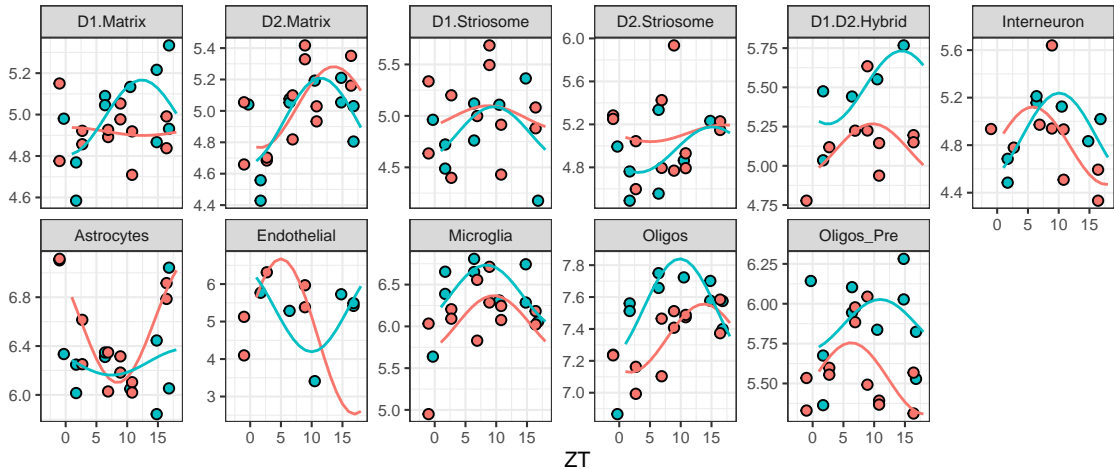 D1.Matrix D2.Matrix D1.Striosome D2.Striosome D1.D2.Hybrid Interneuron
5.2 5.0 4.8 4.6
5.4 5.2 5.0 4.8 4.6 4.4
5.5 5.0 4.5
6.0 5.6 5.2 4.8
5.75 5.50 5.25 5.00 4.75
5.6 5.2 4.8 4.4
0 5 10 15
Astrocytes Endothelial Microglia Oligos Oligos_Pre
6.8 6.4 6.0
7 6 5 4 3
6.5 6.0 5.5 5.0
7.8 7.6 7.4 7.2 7.0
6.5 6.0 5.5
0 5 10 15 0 5 10 15 0 5 10 15 0 5 10 15 0 5 10 15
ZT